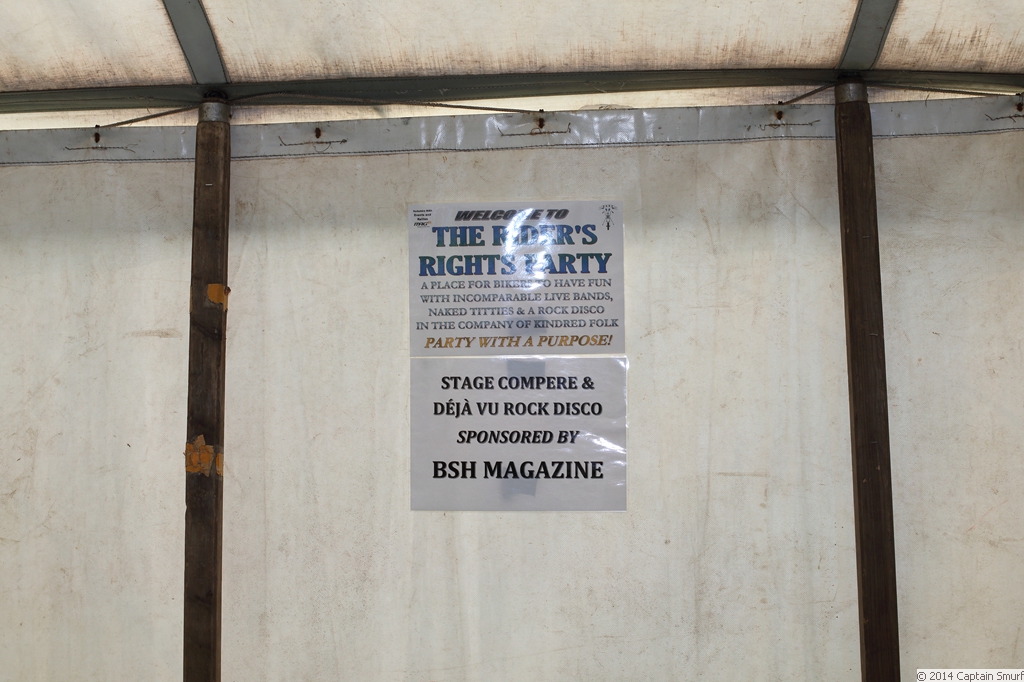 WELCOME TO
THE RIDER'S
RIGHTS PARTY
A PLACE FOR BIKERS TO HAVE FUN
WITH INCOMPARABLE LIVE BANDS,
NAKED TITTIES & A ROCK DISCO
IN THE COMPANY OF KINDRED FOLK
PARTY WITH A PURPOSE!
STAGE COMPERE &
DÉJÀ VU ROCK DISCO
SPONSORED BY
BSH MAGAZINE
© 2014 Captain Smurf